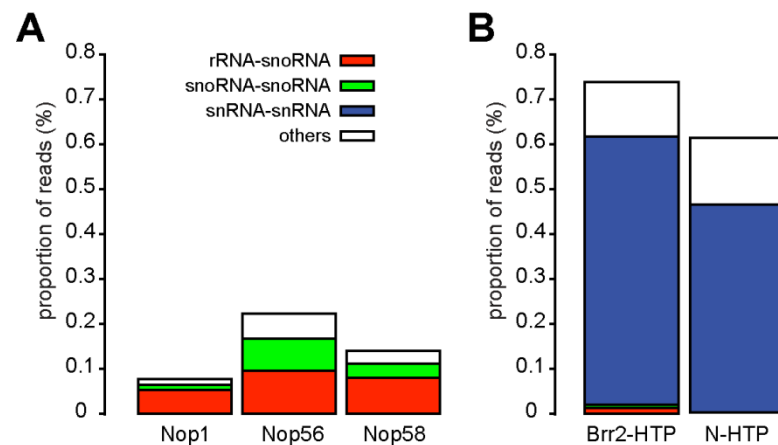 A
proportion of reads (%)
0.8
0.7
0.6
0.5
0.4
0.3
0.2
0.1
0
rRNA-snoRNA
snoRNA-snoRNA
snRNA-snRNA
others
Nop1 Nop56 Nop58
B
proportion of reads (%)
0.8
0.7
0.6
0.5
0.4
0.3
0.2
0.1
0
Brr2-HTP N-HTP